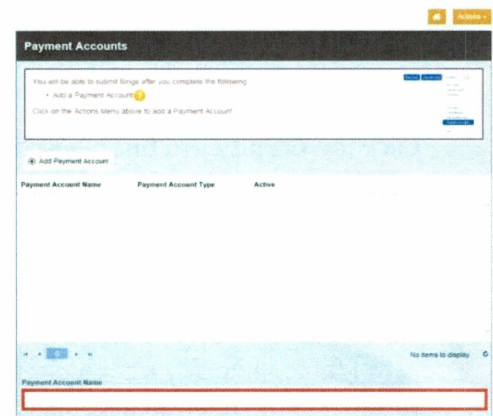 Actions
Payment Accounts
You will be able to submit filings after you complete the following
• Add a Payment Account ?
Click on the Actions Menu above to add a Payment Account
Add Payment Account
Payment Account Name Payment Account Type Active
0
No items to display
Payment Account Name